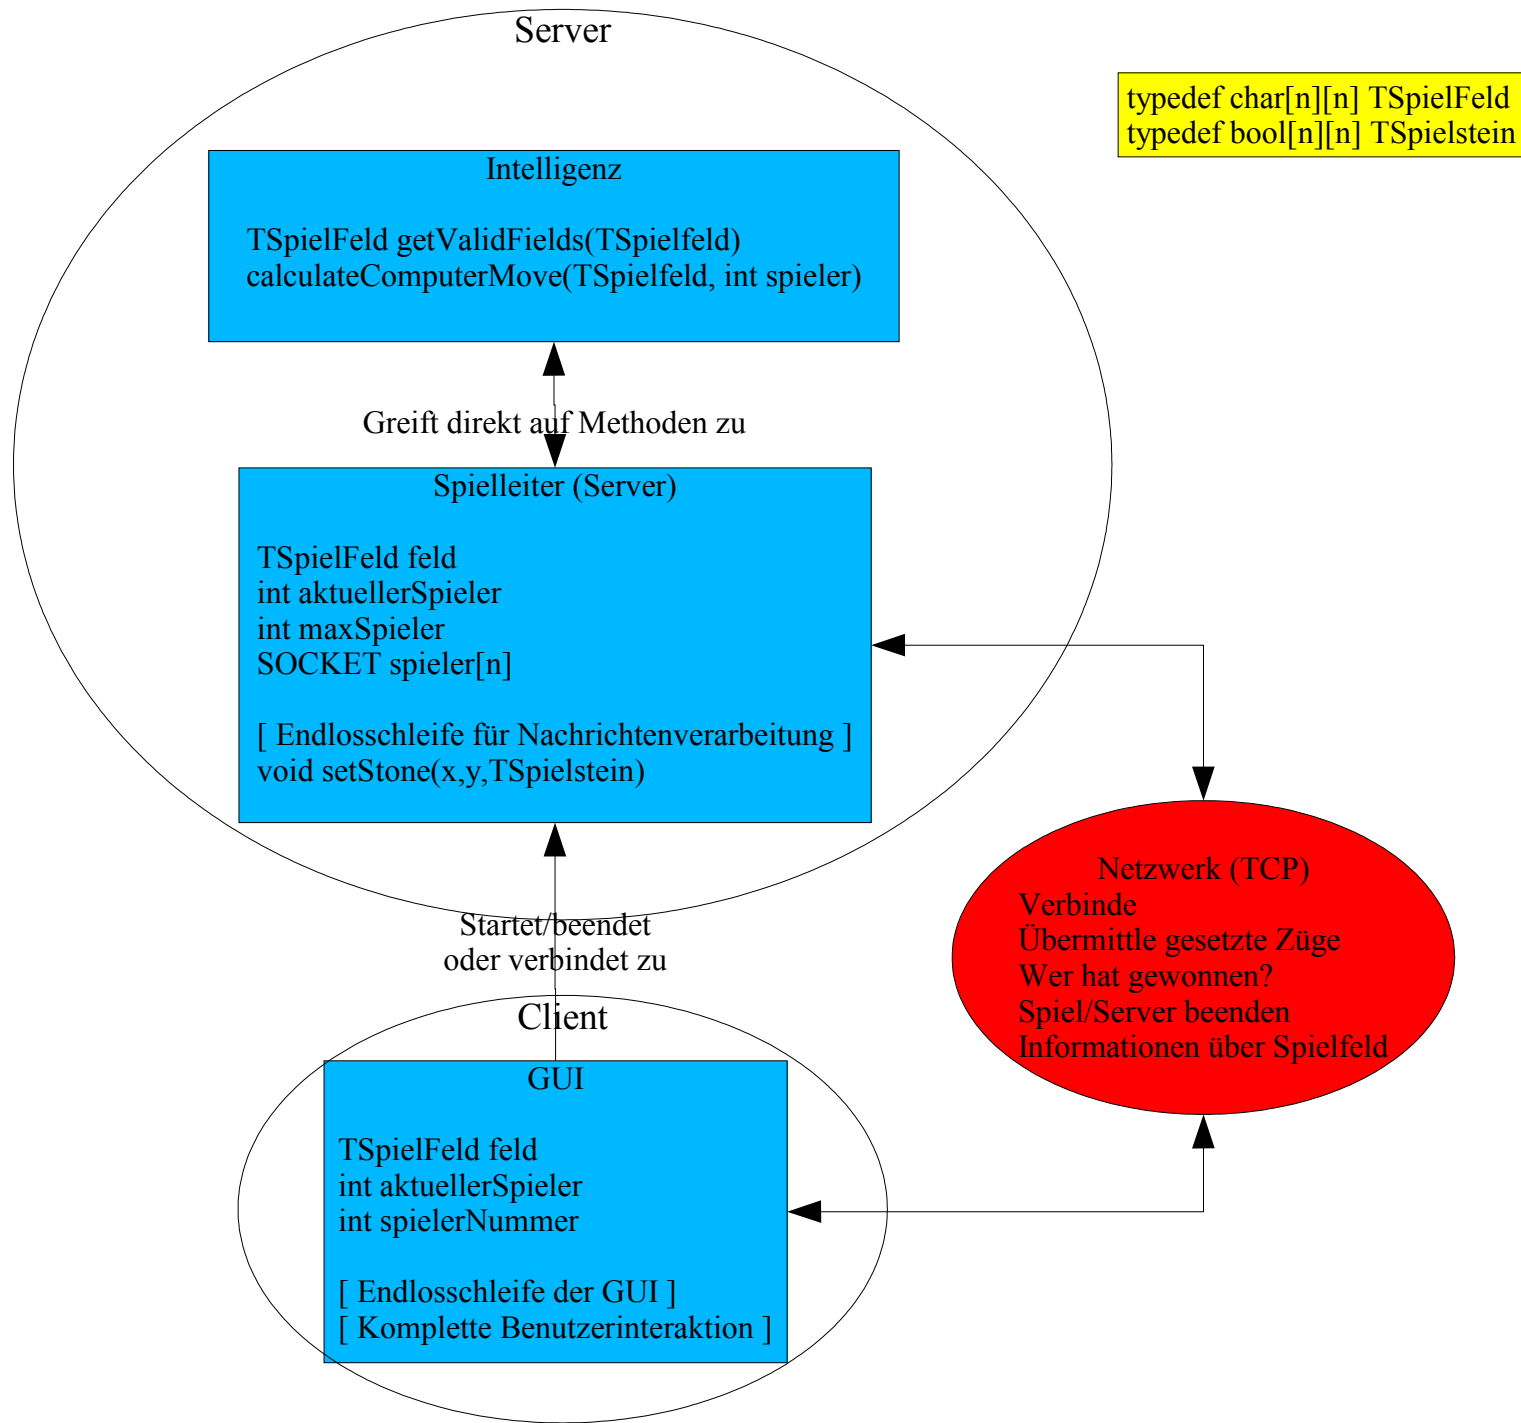 Server
typedef char[n][n] TSpielFeld
typedef bool[n][n] TSpielstein
Intelligenz
TSpielFeld getValidFields(TSpielfeld)
calculateComputerMove(TSpielfeld, int spieler)
Greift direkt auf Methoden zu
Spielleiter (Server)
TSpielFeld feld
int aktuellerSpieler
int maxSpieler
SOCKET spieler[n]
[ Endlosschleife für Nachrichtenverarbeitung ]
void setStone(x,y,TSpielstein)
Netzwerk (TCP)
Verbinde
Übermittle gesetzte Züge
Wer hat gewonnen?
Spiel/Server beenden
Informationen über Spielfeld
Startet/beendet
oder verbindet zu
Client
GUI
TSpielFeld feld
int aktuellerSpieler
int spielerNummer
[ Endlosschleife der GUI ]
[ Komplette Benutzerinteraktion ]